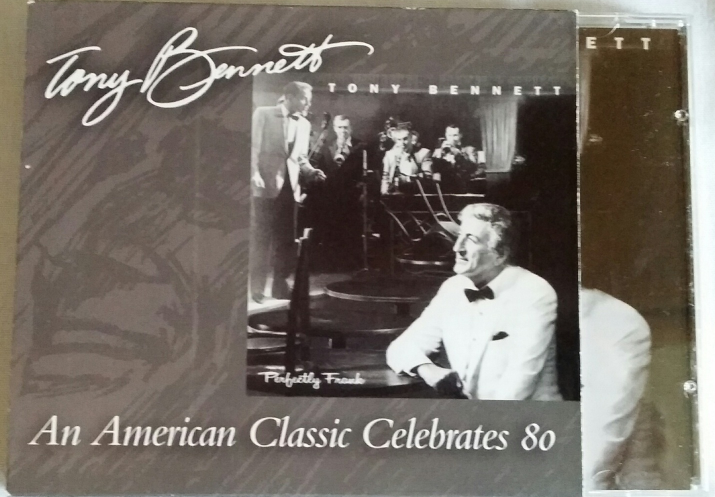 Tony Bennett
TONY BENNETT
ETT
Perfectly Frank
An American Classic Celebrates 80